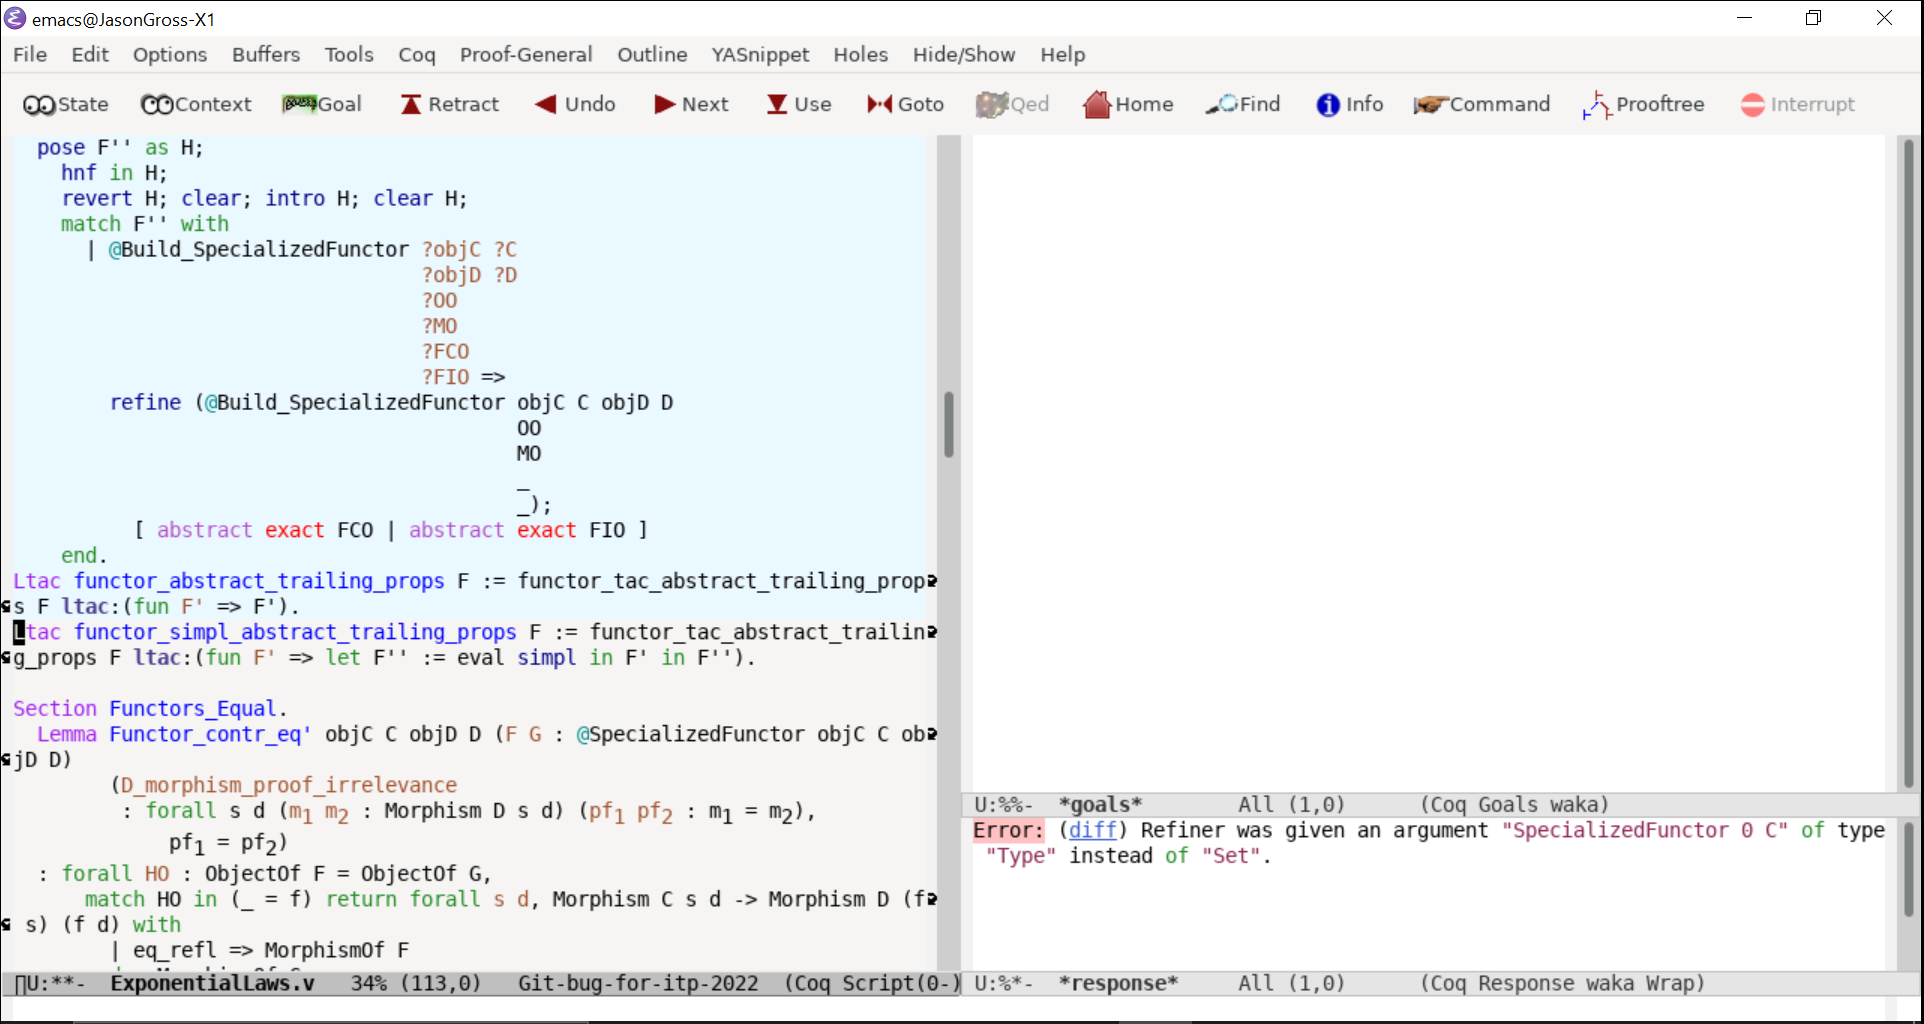 emacs@JasonGross-X1
File Edit Options Buffers Tools Coq Proof-General Outline YASnippet Holes Hide/Show Help
State Context Goal Retract Undo Next Use Goto Qed Home Find Info Command Prooftree Interrupt
pose F'' as H;
hnf in H;
revert H; clear; intro H; clear H;
match F'' with
| @Build_SpecializedFunctor ?objC ?C
?objD ?D
?OO
?MO
?FCO
?FIO =>
refine (@Build_SpecializedFunctor objC C objD D
OO
MO
_
_);
[ abstract exact FCO | abstract exact FIO ]
end.
Ltac functor_abstract_trailing_props F := functor_tac_abstract_trailing_prop
s F ltac:(fun F' => F').
Ltac functor_simpl_abstract_trailing_props F := functor_tac_abstract_trailin
g_props F ltac:(fun F' => let F'' := eval simpl in F' in F'').
Section Functors_Equal.
Lemma Functor_contr_eq' objC C objD D (F G : @SpecializedFunctor objC C ob
jD D)
(D_morphism_proof_irrelevance
: forall s d (m1 m2 : Morphism D s d) (pf1 pf2 : m1 = m2),
pf1 = pf2)
: forall HO : ObjectOf F = ObjectOf G,
match HO in (_ = f) return forall s d, Morphism C s d -> Morphism D (f
s) (f d) with
| eq_refl => MorphismOf F
U:**- ExponentialLaws.v 34% (113,0) Git-bug-for-itp-2022 (Coq Script(0-)
U:%%- *goals* All (1,0) (Coq Goals waka)
Error: (diff) Refiner was given an argument "SpecializedFunctor 0 C" of type
"Type" instead of "Set".
U:%*- *response* All (1,0) (Coq Response waka Wrap)